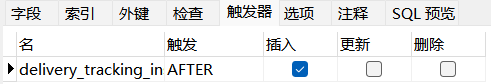 字段 索引 外键 检查 触发器 选项 注释 SQL 预览
名 触发 插入 更新 删除
delivery_tracking_in AFTER